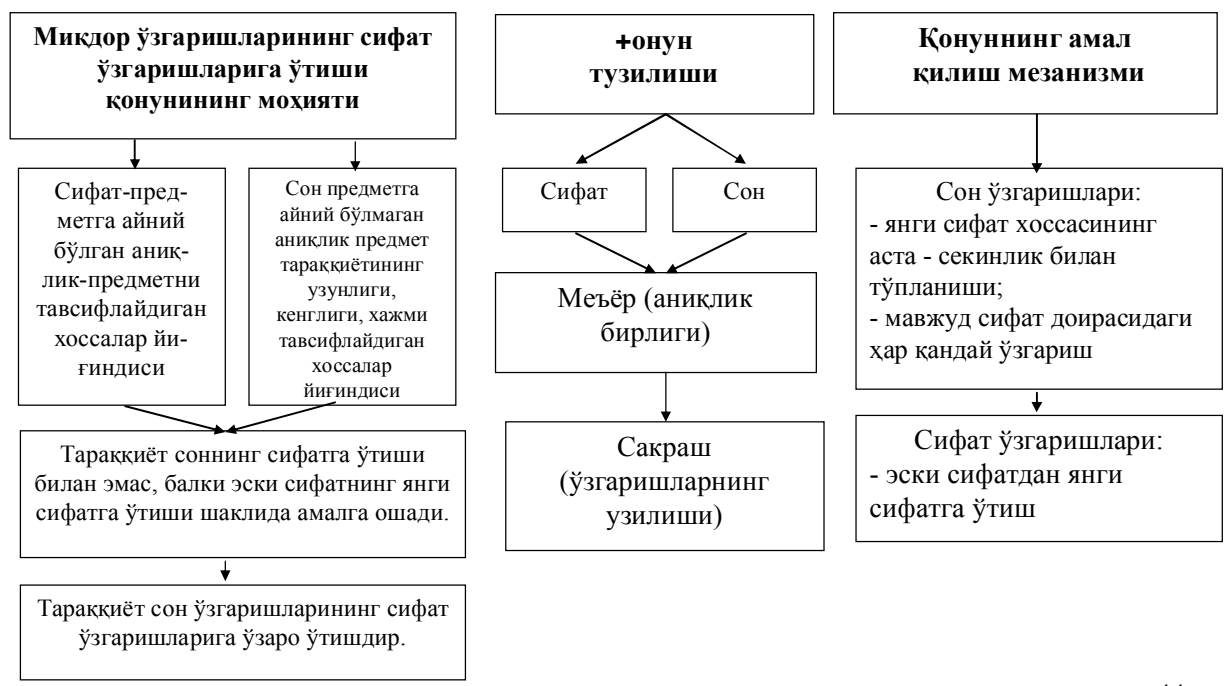 Миқдор ўзгаришларининг сифат
ўзгаришларига ўтиши
қонунининг моҳияти
Сифат-пред-
метга айний
бўлган аниқ-
лик-предметни
тавсифлайдиган
хоссалар йи-
ғиндиси
Сон предметга
айний бўлмаган
аниқлик предмет
тараққиётининг
узунлиги,
кенглиги, хажми
тавсифлайдиган
хоссалар
йиғиндиси
Тараққиёт соннинг сифатга ўтиши
билан эмас, балки эски сифатнинг янги
сифатга ўтиши шаклида амалга ошади.
Тараққиёт сон ўзгаришларининг сифат
ўзгаришларига ўзаро ўтишдир.
+онун
тузилиши
Сифат
Сон
Меъёр (аниқлик
бирлиги)
Сакраш
(ўзгаришларнинг
узилиши)
Қонуннинг амал
қилиш мезанизми
Сон ўзгаришлари:
- янги сифат хоссасининг
аста - секинлик билан
тўпланиши;
- мавжуд сифат доирасидаги
ҳар қандай ўзгариш
Сифат ўзгаришлари:
- эски сифатдан янги
сифатга ўтиш